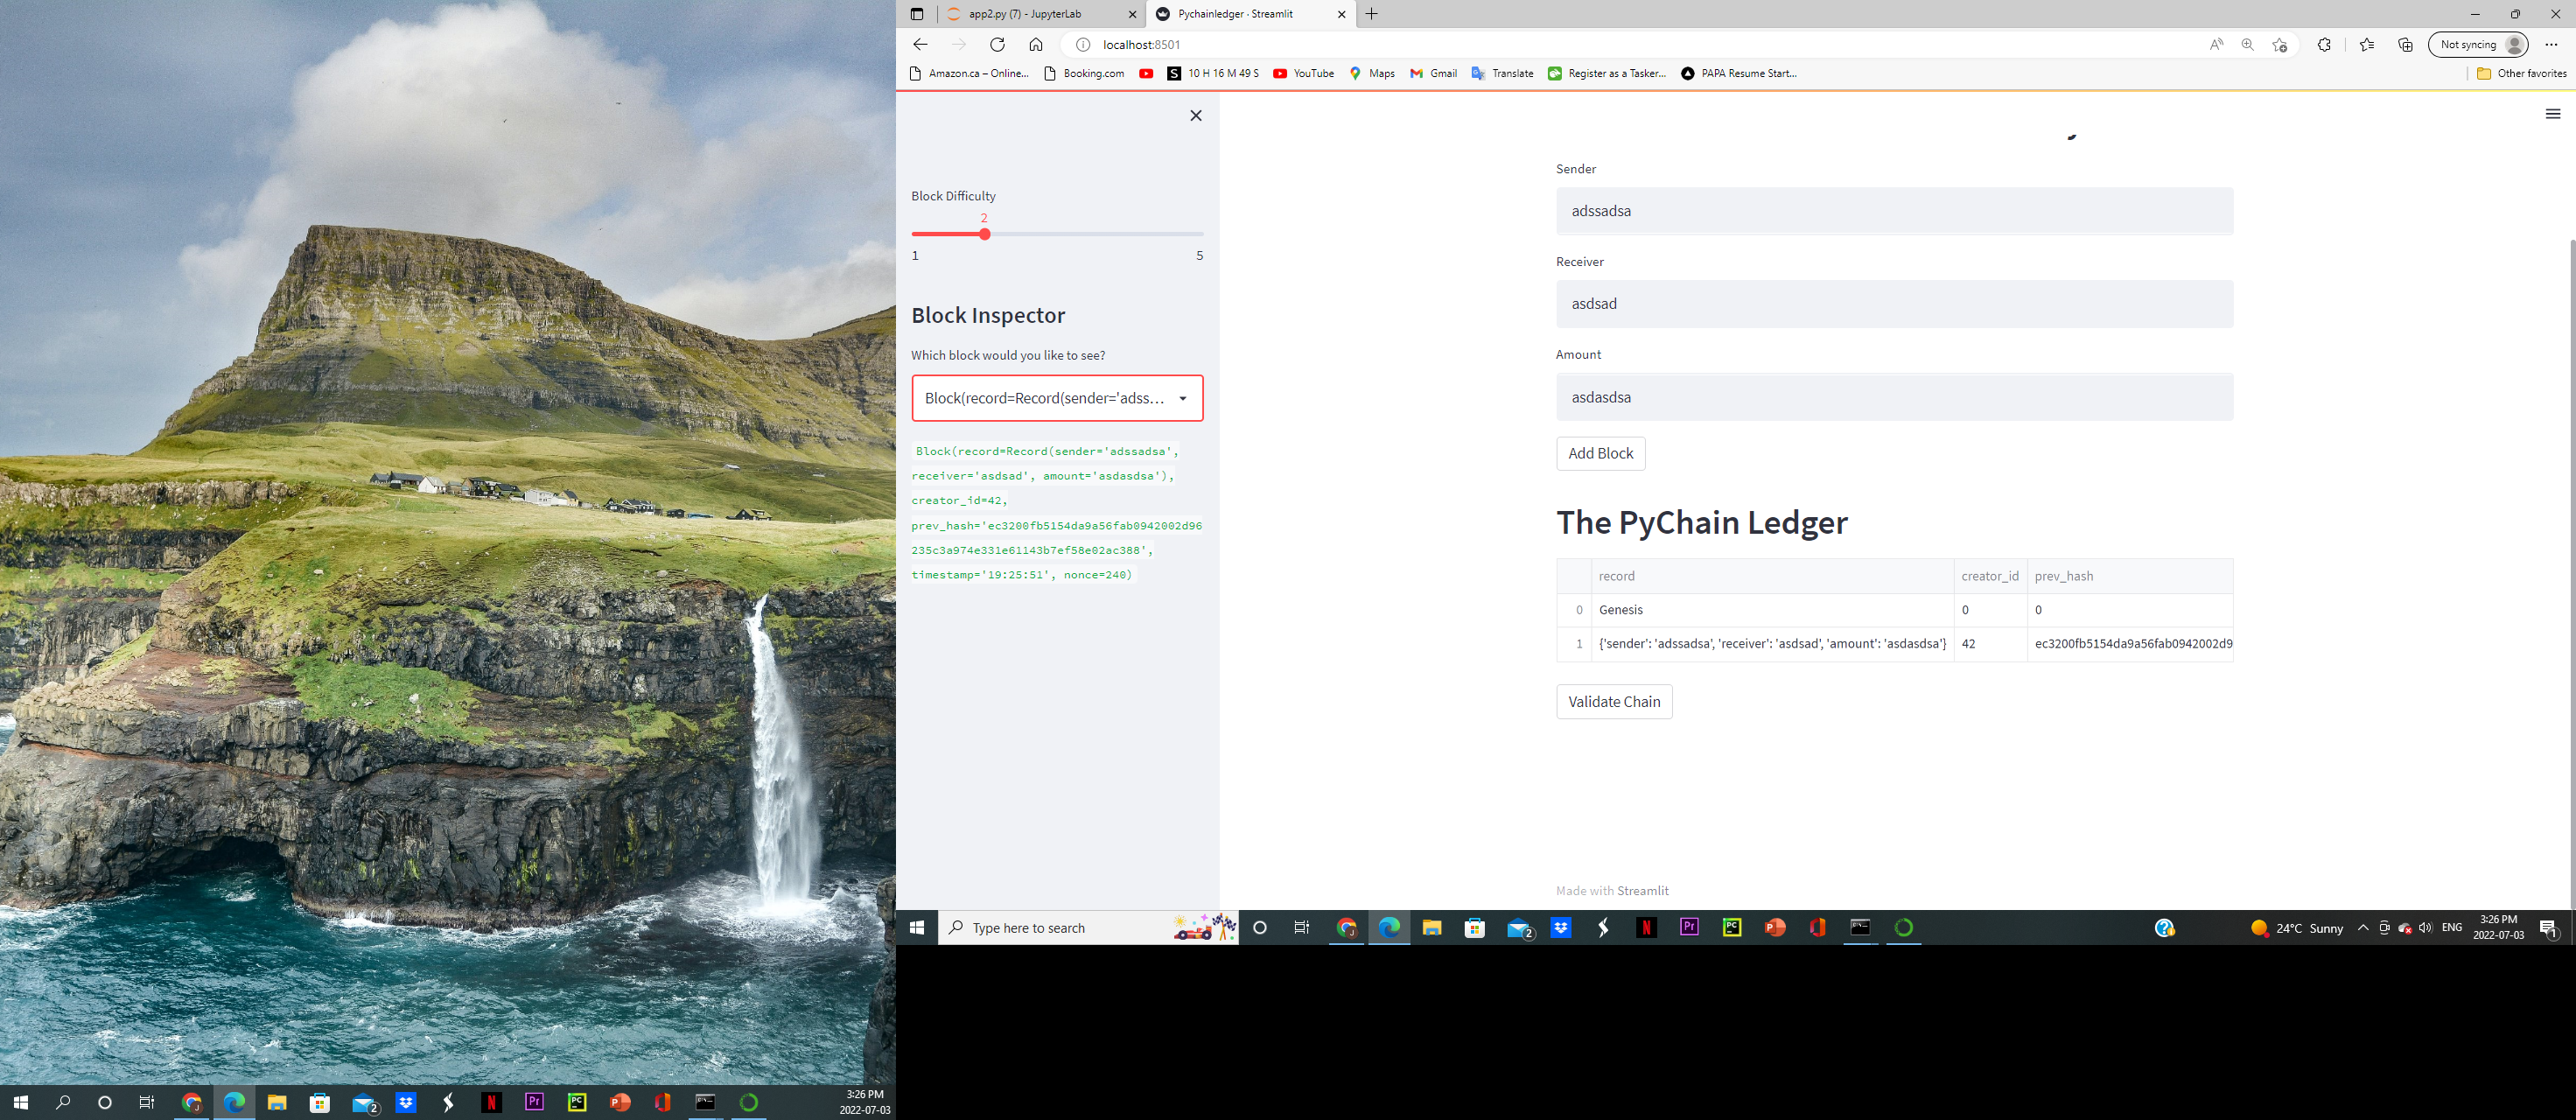 app2.py (7) - JupyterLab
Pychainledger · Streamlit
localhost:8501
Not syncing
Amazon.ca – Online...
Booking.com
10 H 16 M 49 S
YouTube
Maps
Gmail
Translate
Register as a Tasker...
PAPA Resume Start...
Other favorites
Block Difficulty
2
1
5
Block Inspector
Which block would you like to see?
Block(record=Record(sender='adss...
Block(record=Record(sender='adssadsa',
receiver='asdsad', amount='asdasdsa'),
creator_id=42,
prev_hash='ec3200fb5154da9a56fab0942002d96
235c3a974e331e61143b7ef58e02ac388',
timestamp='19:25:51', nonce=240)
Sender
adssadsa
Receiver
asdsad
Amount
asdasdsa
Add Block
The PyChain Ledger
record creator_id prev_hash
0 Genesis 0 0
1 {'sender': 'adssadsa', 'receiver': 'asdsad', 'amount': 'asdasdsa'} 42 ec3200fb5154da9a56fab0942002d9
Validate Chain
Made with Streamlit
Type here to search
2
24°C Sunny
ENG
3:26 PM
2022-07-03
1
2
3:26 PM
2022-07-03